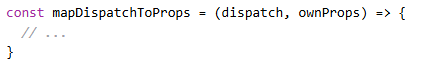 const mapDispatchToProps = (dispatch, ownProps) => {
  // ...
}